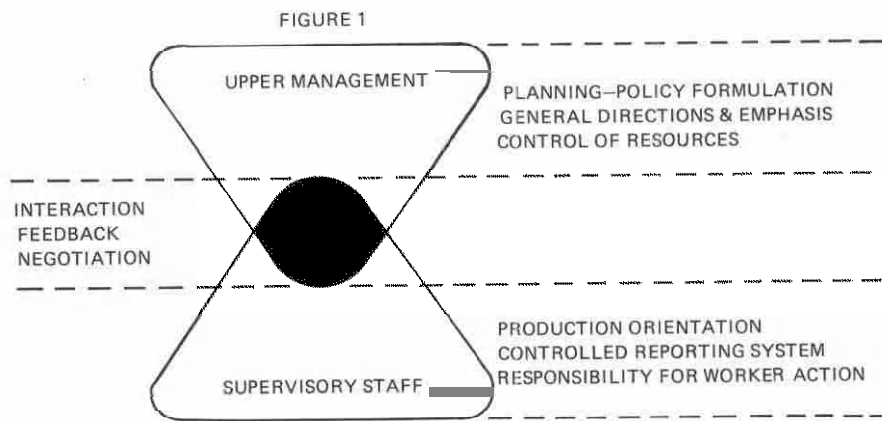 FIGURE 1
UPPER MANAGEMENT
PLANNING—POLICY FORMULATION
GENERAL DIRECTIONS & EMPHASIS
CONTROL OF RESOURCES
INTERACTION
FEEDBACK
NEGOTIATION
PRODUCTION ORIENTATION
CONTROLLED REPORTING SYSTEM
RESPONSIBILITY FOR WORKER ACTION
SUPERVISORY STAFF